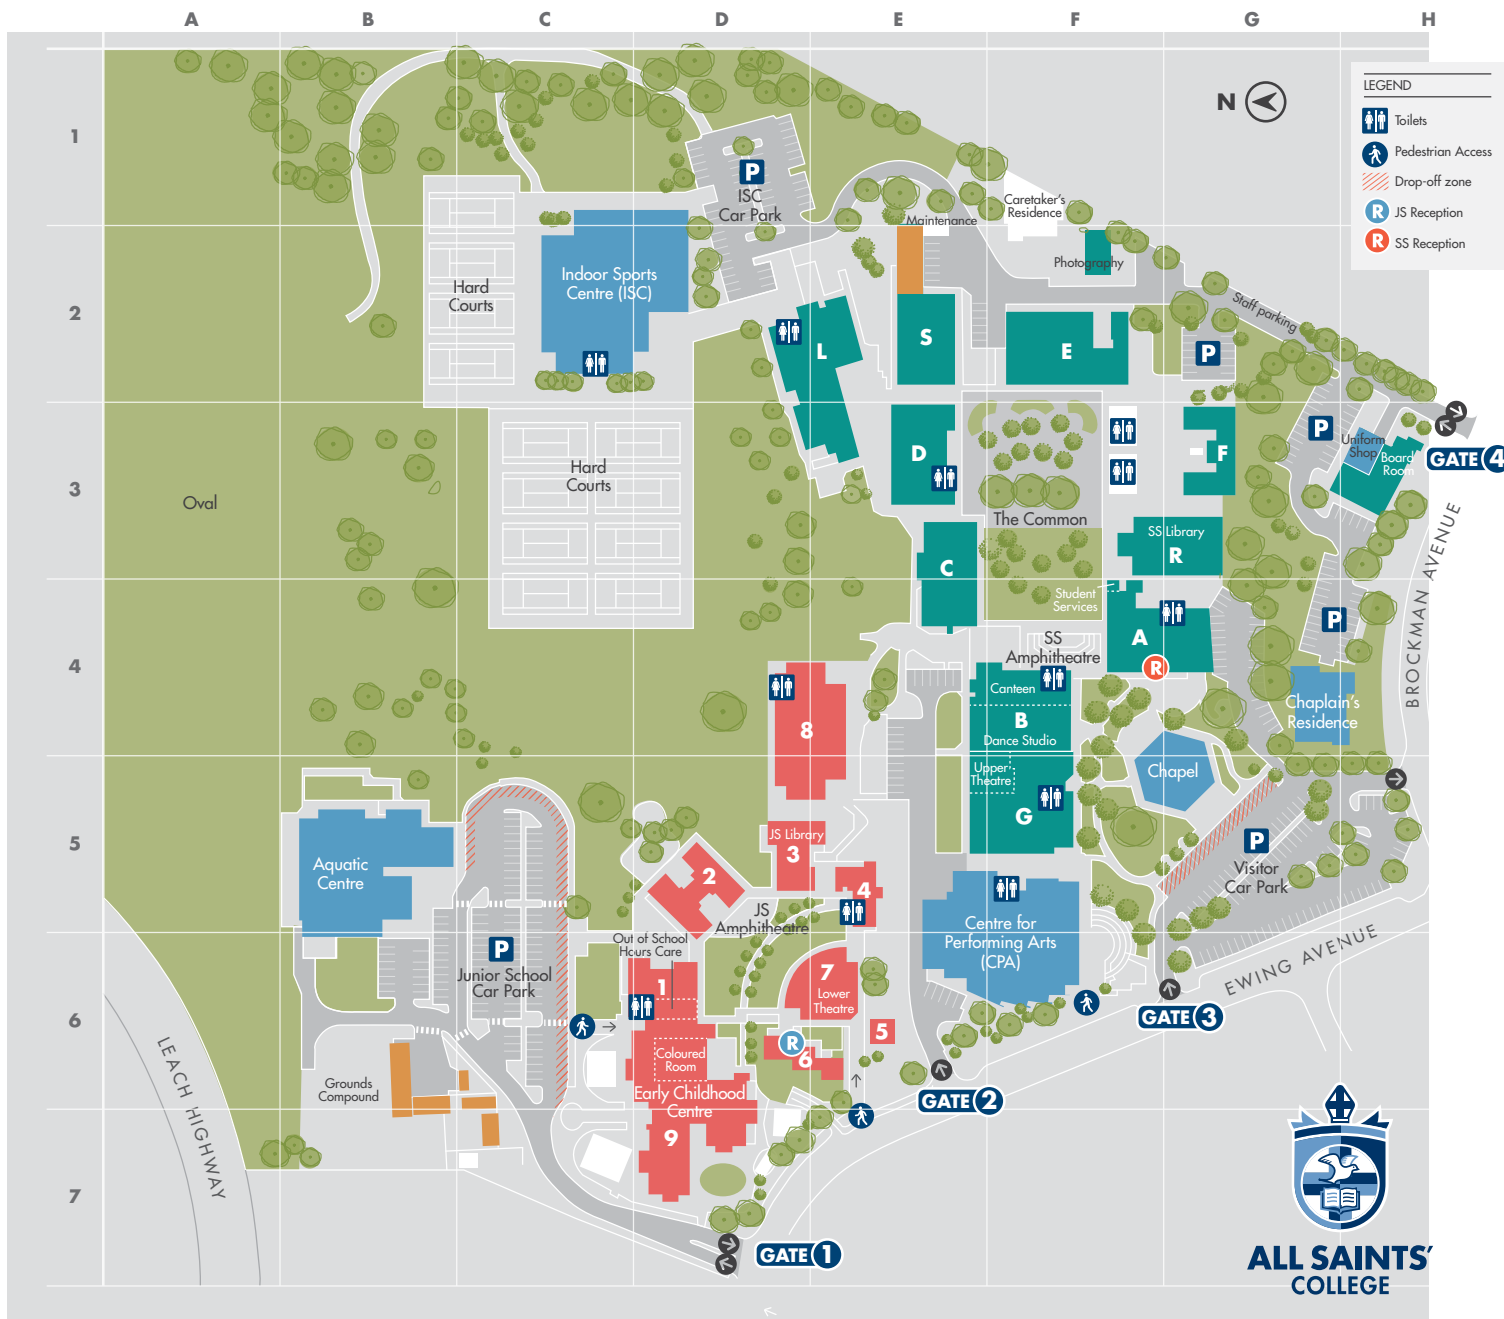 A B C D E F G H
1
2
3
4
5
6
7
N
LEGEND
Toilets
Pedestrian Access
Drop-off zone
R JS Reception
R SS Reception
P
ISC
Car Park
Maintenance
Caretaker's
Residence
Photography
Staff parking
Hard
Courts
Indoor Sports
Centre (ISC)
L
S
E
P
Oval
Hard
Courts
D
The Common
F
P
Uniform
Shop
Board
Room
GATE 4
SS Library
R
C
Student
Services
SS
Amphitheatre
A
R
P
BROCKMAN AVENUE
Chaplain's
Residence
8
Canteen
B
Dance Studio
Upper
Theatre
G
Chapel
Aquatic
Centre
JS Library
3
2
4
JS
Amphitheatre
P
Visitor
Car Park
Centre for
Performing Arts
(CPA)
EWING AVENUE
P
Junior School
Car Park
Out of School
Hours Care
1
7
Lower
Theatre
5
R
6
GATE 3
GATE 2
Coloured
Room
Early Childhood
Centre
9
Grounds
Compound
LEACH HIGHWAY
GATE 1
ALL SAINTS'
COLLEGE